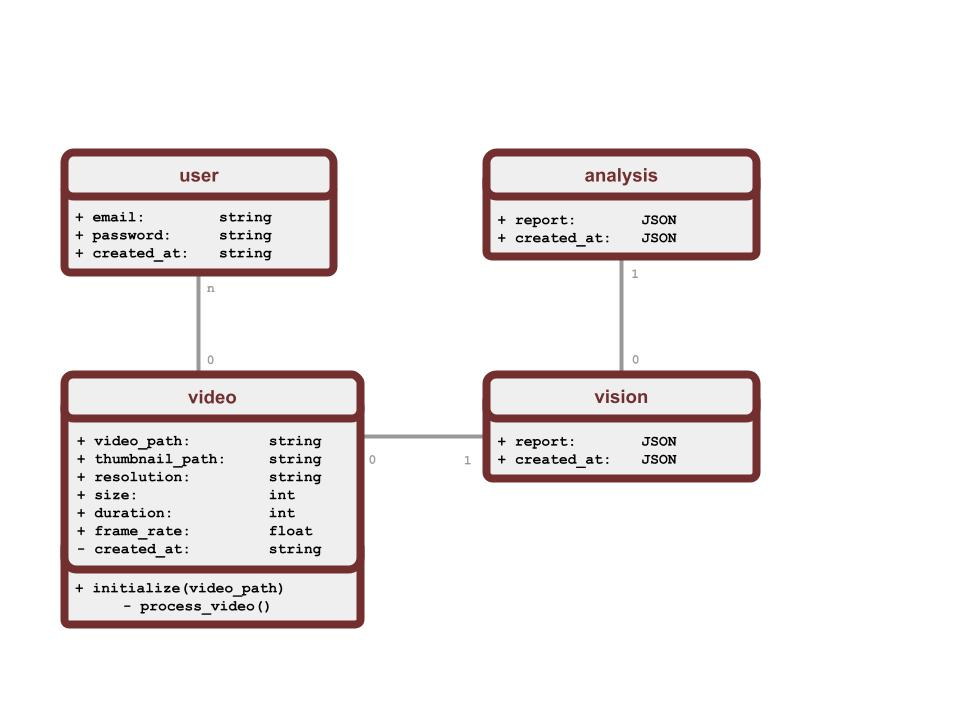 user
+ email: string
+ password: string
+ created_at: string
analysis
+ report: JSON
+ created_at: JSON
n
0
1
0
video
+ video_path: string
+ thumbnail_path: string
+ resolution: string
+ size: int
+ duration: int
+ frame_rate: float
- created_at: string
+ initialize(video_path)
- process_video()
0
1
vision
+ report: JSON
+ created_at: JSON